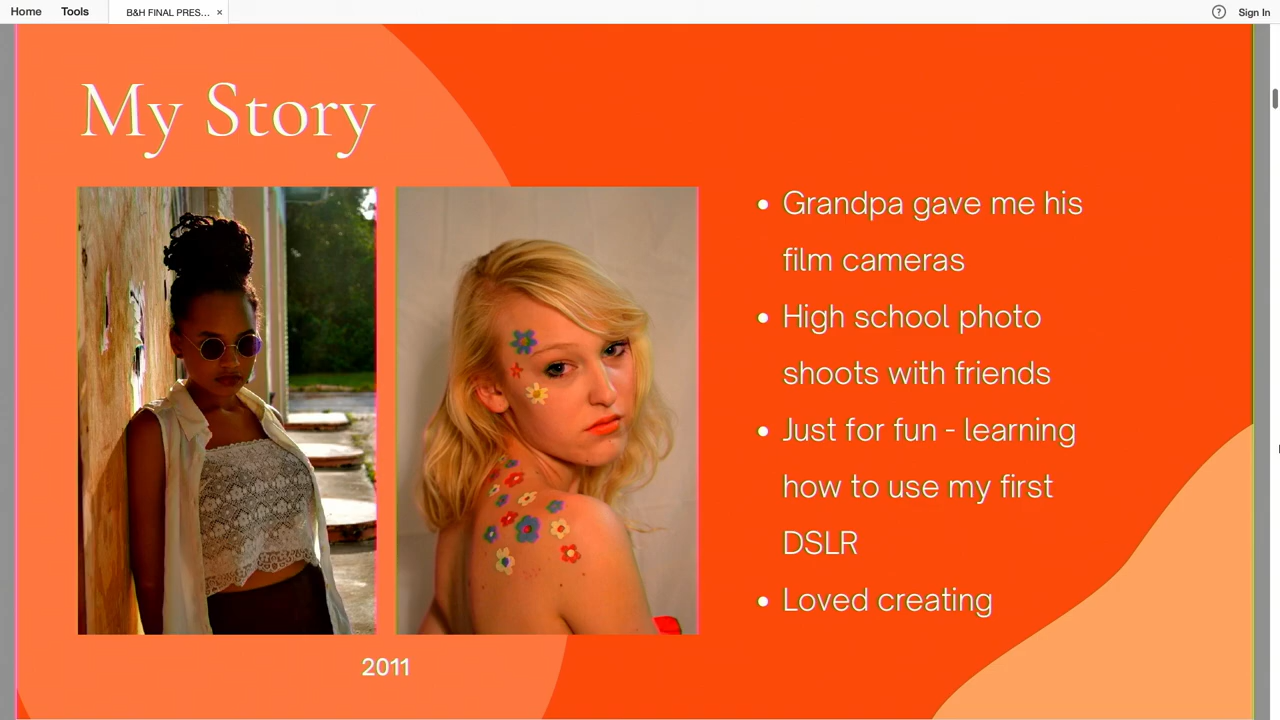 Home Tools B&H FINAL PRES... × ? Sign In
My Story
• Grandpa gave me his
film cameras
• High school photo
shoots with friends
• Just for fun - learning
how to use my first
DSLR
• Loved creating
2011